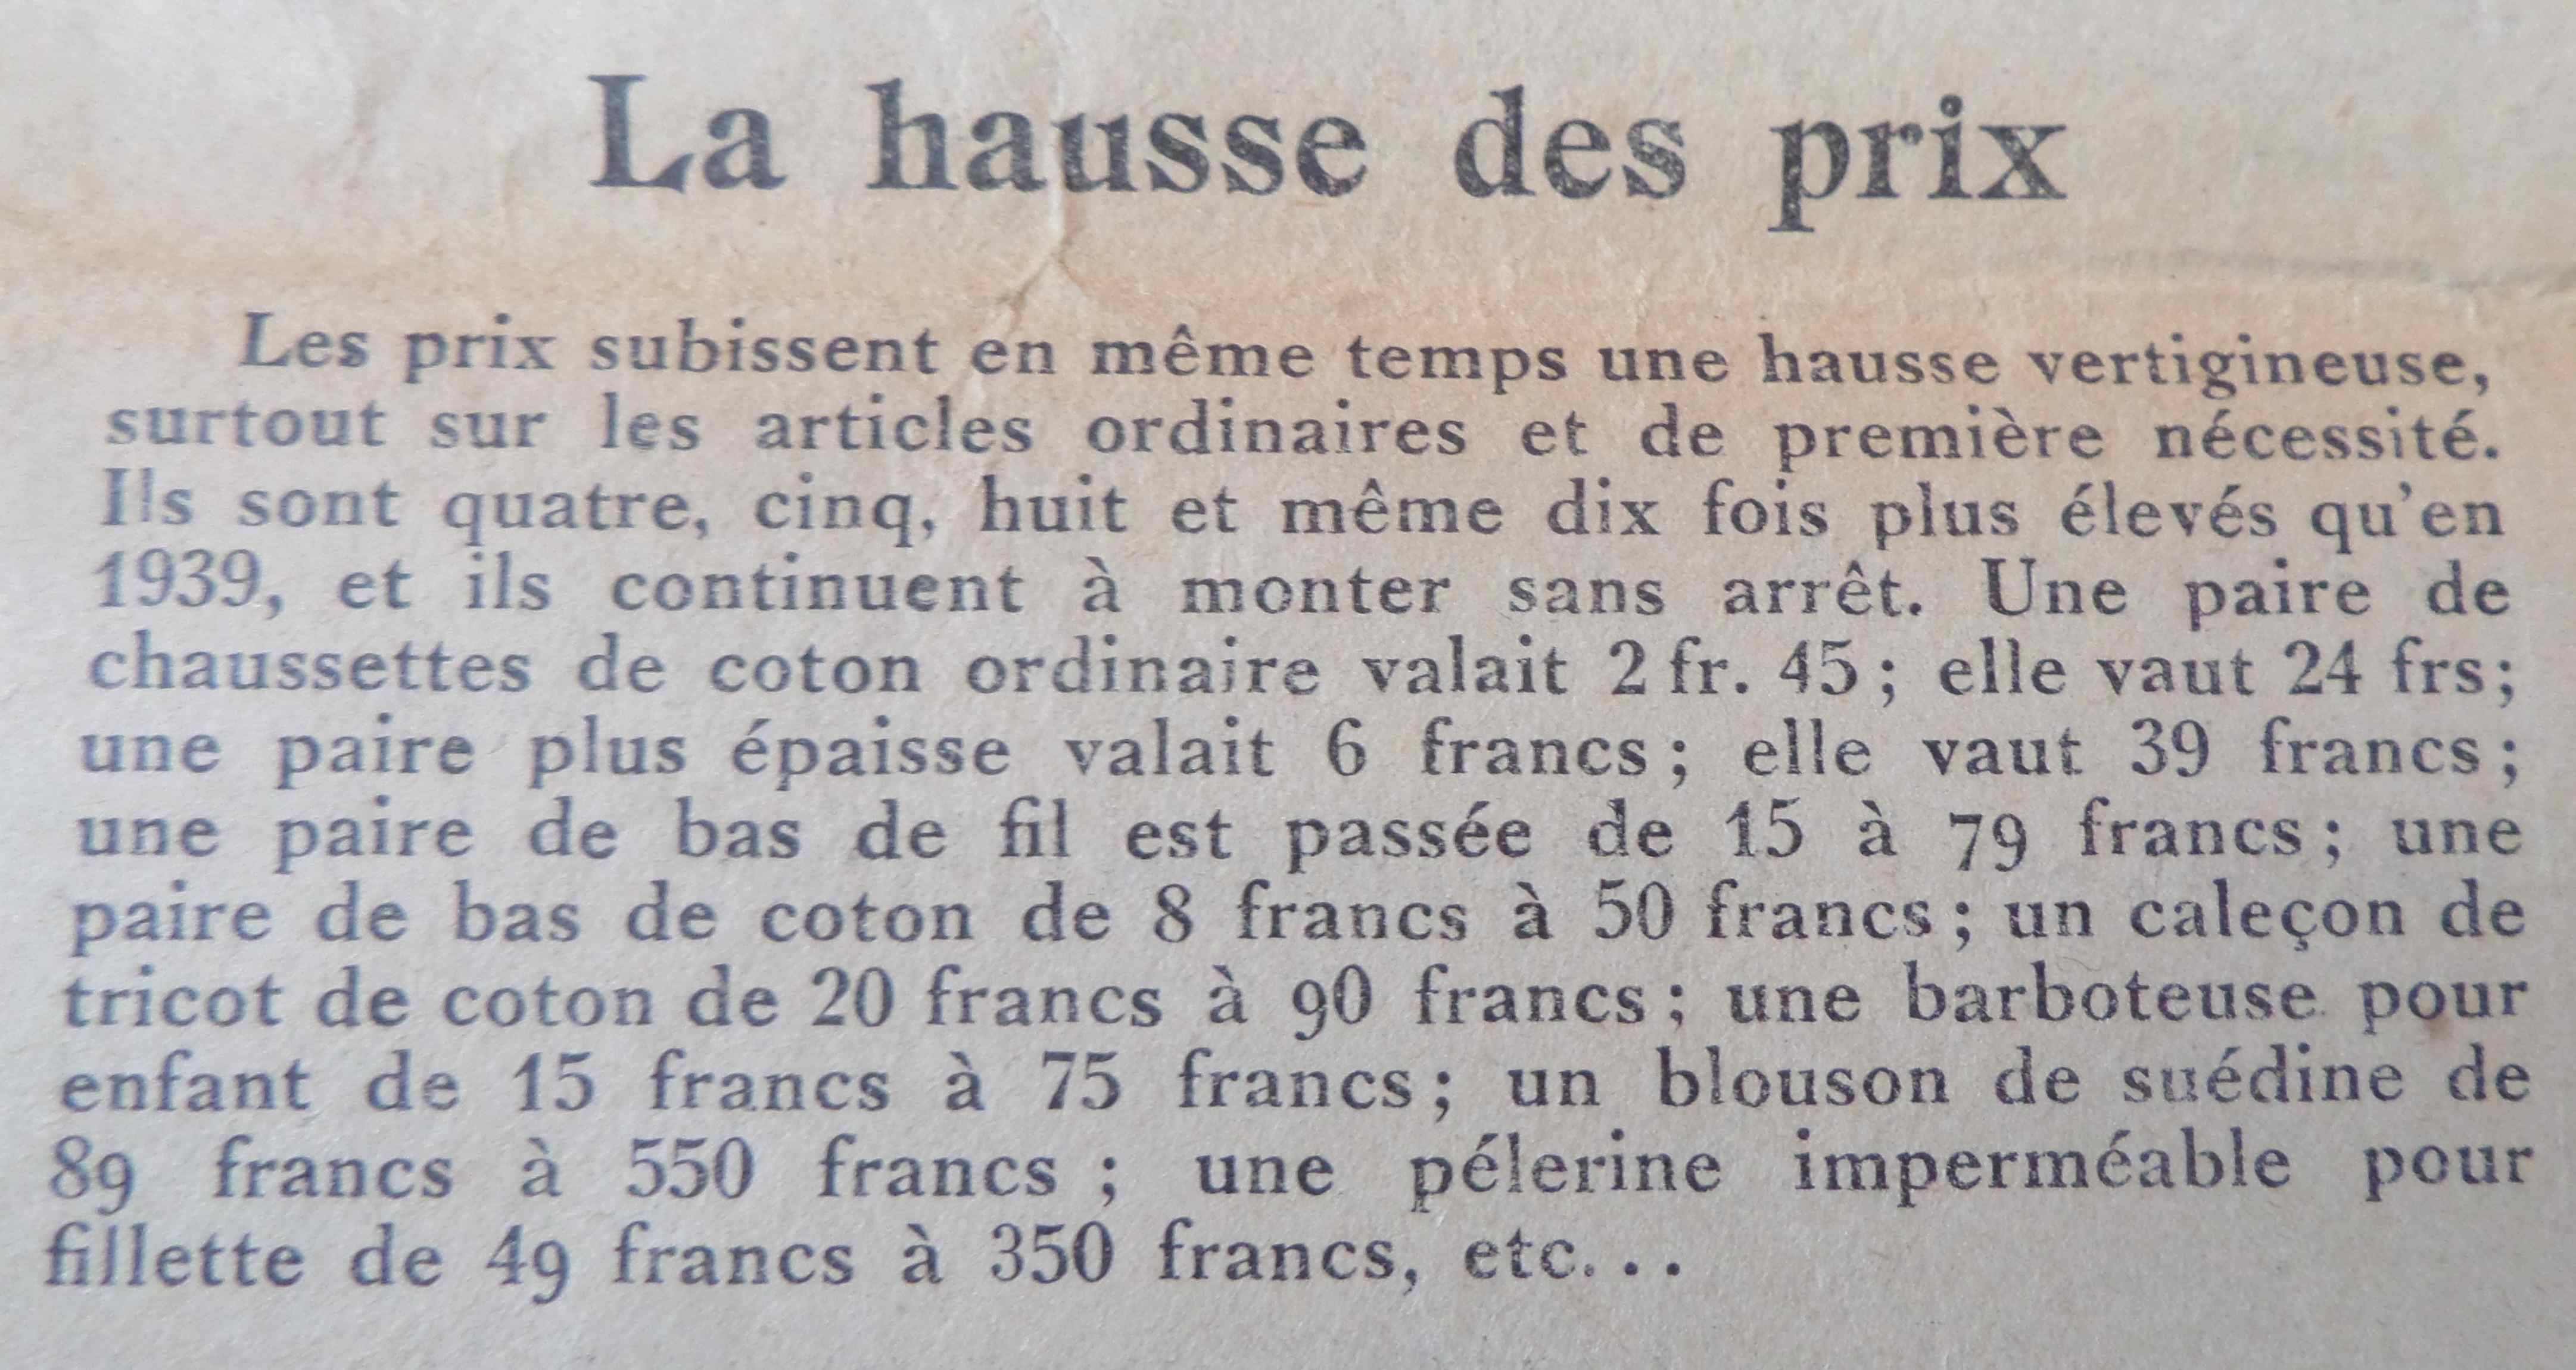 La hausse des prix
Les prix subissent en même temps une hausse vertigineuse,
surtout sur les articles ordinaires et de première nécessité.
Ils sont quatre, cinq, huit et même dix fois plus élevés qu'en
1939, et ils continuent à monter sans arrêt. Une paire de
chaussettes de coton ordinaire valait 2 fr. 45 ; elle vaut 24 frs ;
une paire plus épaisse valait 6 francs ; elle vaut 39 francs ;
une paire de bas de fil est passée de 15 à 79 francs ; une
paire de bas de coton de 8 francs à 50 francs ; un caleçon de
tricot de coton de 20 francs à 90 francs ; une barboteuse pour
enfant de 15 francs à 75 francs ; un blouson de suédine de
89 francs à 550 francs ; une pélerine imperméable pour
fillette de 49 francs à 350 francs, etc...